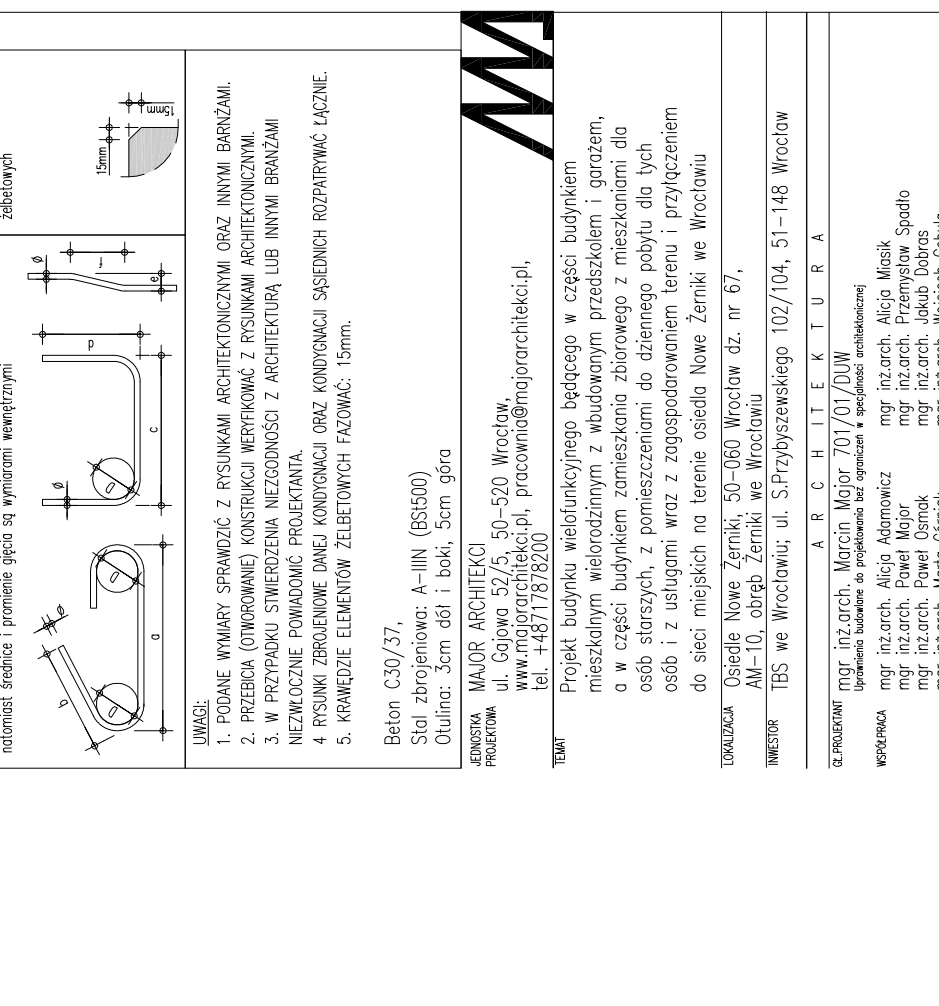 natomiast średnice i promienie gięcia są wymiarami wewnętrznymi
żelbetowych
b
ø
D
D
a
ø
D
c
d
e
f
15mm
15mm
UWAGI:
1. PODANE WYMIARY SPRAWDZIĆ Z RYSUNKAMI ARCHITEKTONICZNYMI ORAZ INNYMI BARNŻAMI.
2. PRZEBICIA (OTWOROWANIE) KONSTRUKCJI WERYFIKOWAĆ Z RYSUNKAMI ARCHITEKTONICZNYMI.
3. W PRZYPADKU STWIERDZENIA NIEZGODNOŚCI Z ARCHITEKTURĄ LUB INNYMI BRANŻAMI
NIEZWŁOCZNIE POWIADOMIĆ PROJEKTANTA.
4 RYSUNKI ZBROJENIOWE DANEJ KONDYGNACJI ORAZ KONDYGNACJI SĄSIEDNICH ROZPATRYWAĆ ŁĄCZNIE.
5. KRAWĘDZIE ELEMENTÓW ŻELBETOWYCH FAZOWAĆ: 15mm.
Beton C30/37,
Stal zbrojeniowa: A-IIIN (BSt500)
Otulina: 3cm dół i boki, 5cm góra
JEDNOSTKA
PROJEKTOWA
MAJOR ARCHITEKCI
ul. Gajowa 52/5, 50-520 Wrocław,
www.majorarchitekci.pl, pracownia@majorarchitekci.pl,
tel. +48717878200
TEMAT
Projekt budynku wielofunkcyjnego będącego w części budynkiem
mieszkalnym wielorodzinnym z wbudowanym przedszkolem i garażem,
a w części budynkiem zamieszkania zbiorowego z mieszkaniami dla
osób starszych, z pomieszczeniami do dziennego pobytu dla tych
osób i z usługami wraz z zagospodarowaniem terenu i przyłączeniem
do sieci miejskich na terenie osiedla Nowe Żerniki we Wrocławiu
LOKALIZACJA
Osiedle Nowe Żerniki, 50-060 Wrocław dz. nr 67,
AM-10, obręb Żerniki we Wrocławiu
INWESTOR
TBS we Wrocławiu; ul. S.Przybyszewskiego 102/104, 51-148 Wrocław
A R C H I T E K T U R A
GŁ.PROJEKTANT
mgr inż.arch. Marcin Major 701/01/DUW
Uprawnienia budowlane do projektowania bez ograniczeń w specjalności architektonicznej
WSPÓŁPRACA
mgr inż.arch. Alicja Adamowicz mgr inż.arch. Alicja Miasik
mgr inż.arch. Paweł Major mgr inż.arch. Przemysław Spadło
mgr inż.arch. Paweł Osmak mgr inż.arch. Jakub Dobras